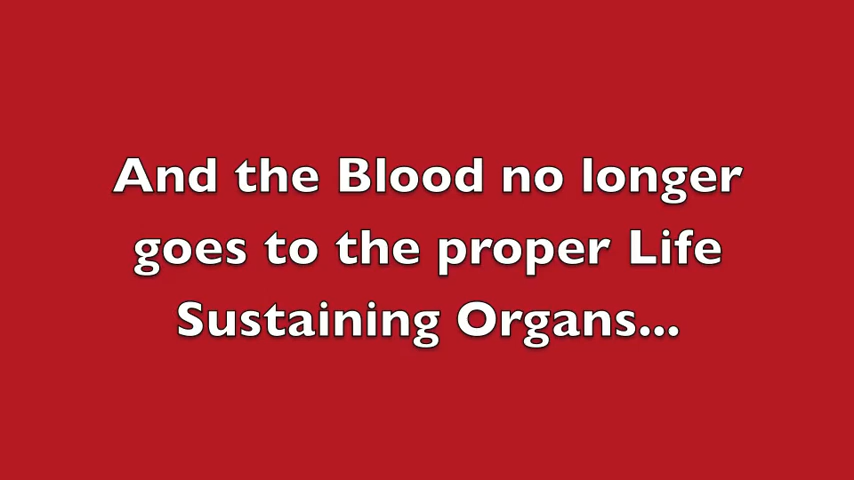 And the Blood no longer
goes to the proper Life
Sustaining Organs...